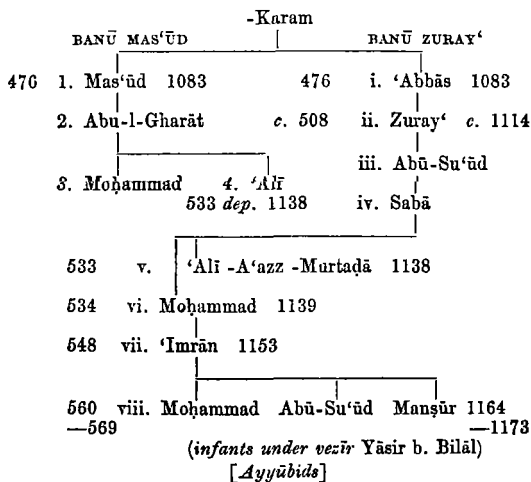 -Karam
BANŪ MAS‘ŪD BANŪ ZURAY‘
476 1. Mas‘ūd 1083 476 i. ‘Abbās 1083
2. Abu-l-Gharāt c. 508 ii. Zuray‘ c. 1114
iii. Abū-Su‘ūd
3. Moḥammad 4. ‘Alī
533 dep. 1138 iv. Sabā
533 v. ‘Alī -A‘azz -Murtaḍā 1138
534 vi. Moḥammad 1139
548 vii. ‘Imrān 1153
560 viii. Moḥammad Abū-Su‘ūd Manṣūr 1164
—569 —1173
(infants under vezīr Yāsir b. Bilāl)
[Ayyūbids]